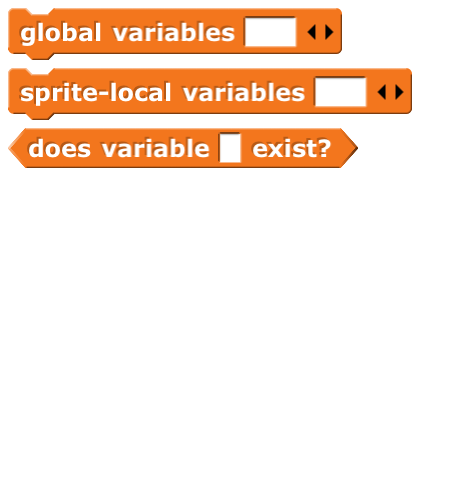 global variables
sprite-local variables
does variable exist?